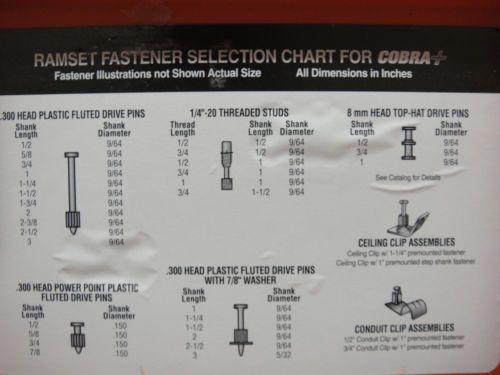 RAMSET FASTENER SELECTION CHART FOR COBRA+
Fastener Illustrations not Shown Actual Size All Dimensions in Inches
.300 HEAD PLASTIC FLUTED DRIVE PINS
Shank Length Shank Diameter
1/2 9/64
5/8 9/64
3/4 9/64
1 9/64
1-1/4 9/64
1-1/2 9/64
1-3/4 9/64
2 9/64
2-3/8 9/64
2-1/2 9/64
3 9/64
1/4"-20 THREADED STUDS
Thread Length Shank Length Shank Diameter
1/2 1/2 9/64
3/4 1/2 9/64
1/2 1 9/64
1 1 9/64
3/4 1 9/64
3/4 1-1/2 9/64
8 mm HEAD TOP-HAT DRIVE PINS
Shank Length Shank Diameter
1/2 9/64
3/4 9/64
1 9/64
See Catalog for Details
CEILING CLIP ASSEMBLIES
Ceiling Clip w/ 1-1/4" premounted fastener
Ceiling Clip w/ 1" premounted step shank fastener
.300 HEAD POWER POINT PLASTIC
FLUTED DRIVE PINS
Shank Length Shank Diameter
1/2 .150
5/8 .150
3/4 .150
7/8 .150
.300 HEAD PLASTIC FLUTED DRIVE PINS
WITH 7/8" WASHER
Shank Length Shank Diameter
1 9/64
1-1/4 9/64
1-1/2 9/64
2 9/64
2-1/2 9/64
3 5/32
CONDUIT CLIP ASSEMBLIES
1/2" Conduit Clip w/ 1" premounted fastener
3/4" Conduit Clip w/ 1" premounted fastener